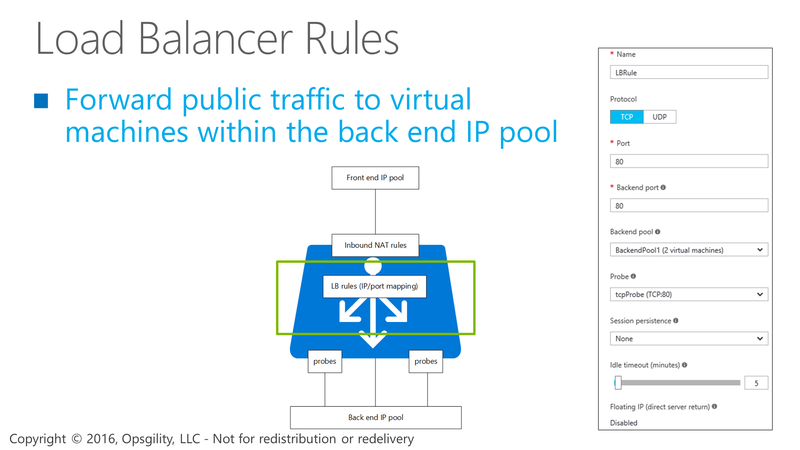 Load Balancer Rules
Forward public traffic to virtual
machines within the back end IP pool
Front end IP pool
Inbound NAT rules
LB rules (IP/port mapping)
probes
probes
Back end IP pool
* Name
LBRule
Protocol
TCP UDP
* Port
80
* Backend port
80
Backend pool
BackendPool1 (2 virtual machines)
Probe
tcpProbe (TCP:80)
Session persistence
None
Idle timeout (minutes)
5
Floating IP (direct server return)
Disabled
Copyright © 2016, Opsgility, LLC - Not for redistribution or redelivery